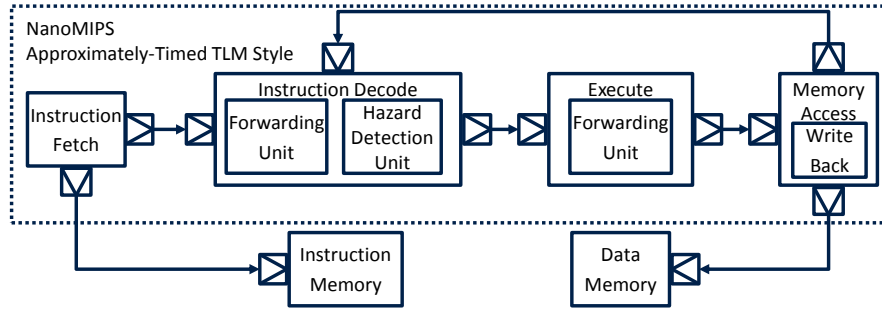 NanoMIPS
Approximately-Timed TLM Style
Instruction
Fetch
Instruction Decode
Forwarding
Unit
Hazard
Detection
Unit
Execute
Forwarding
Unit
Memory
Access
Write
Back
Instruction
Memory
Data
Memory